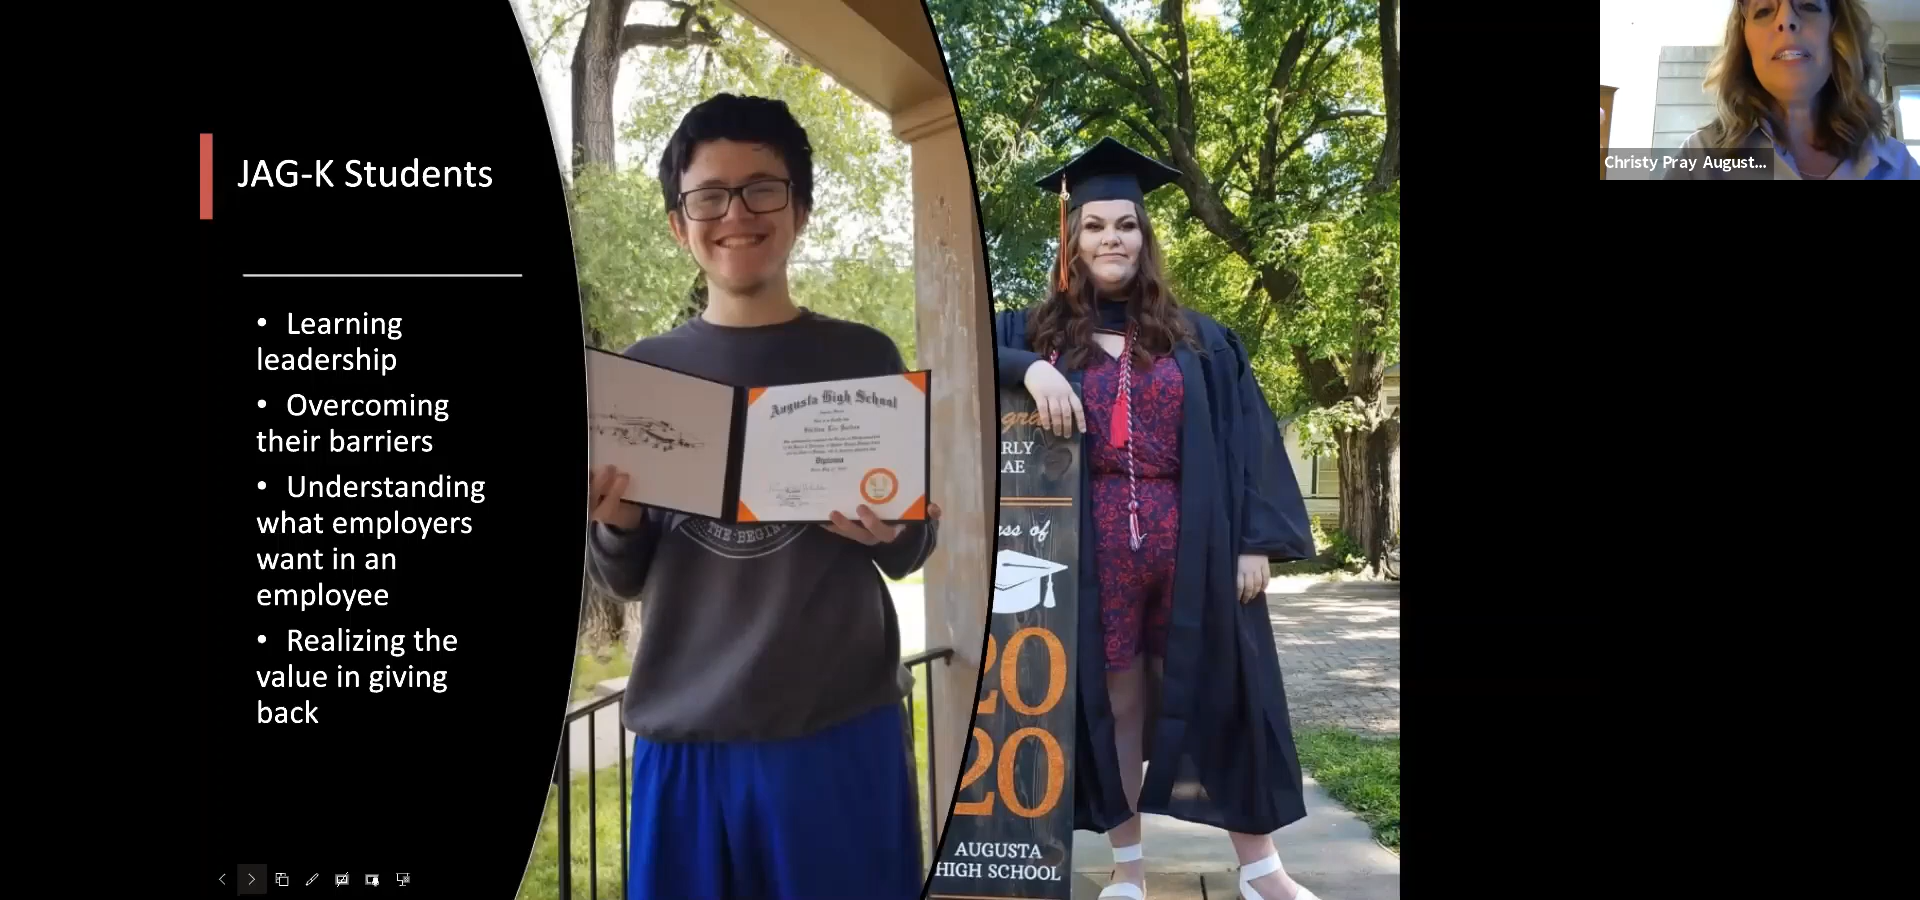 JAG-K Students
• Learning
leadership
• Overcoming
their barriers
• Understanding
what employers
want in an
employee
• Realizing the
value in giving
back
Augusta High School
Diploma
THE BEGIN
RLY
AE
ss of
20
20
AUGUSTA
HIGH SCHOOL
Christy Pray August...